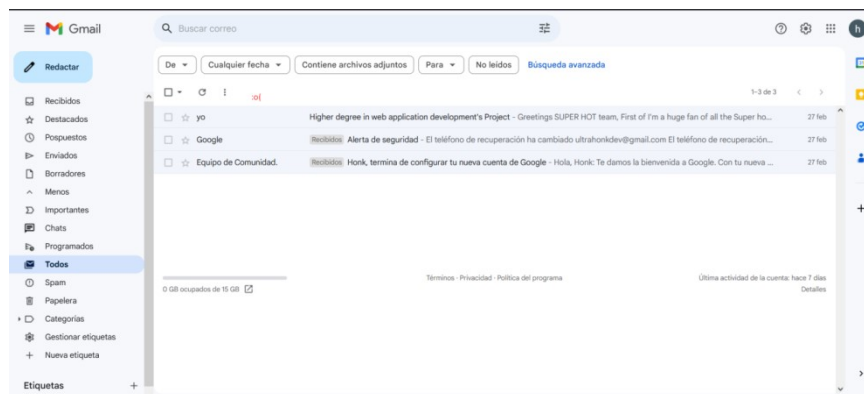 Gmail
Buscar correo
h
Redactar
De Cualquier fecha Contiene archivos adjuntos Para No leídos Búsqueda avanzada
:o(
1–3 de 3
Recibidos
Destacados
Pospuestos
Enviados
Borradores
Menos
Importantes
Chats
Programados
Todos
Spam
Papelera
Categorías
Gestionar etiquetas
Nueva etiqueta
Etiquetas
yo Higher degree in web application development's Project - Greetings SUPER HOT team, First of I'm a huge fan of all the Super ho... 27 feb
Google Recibidos Alerta de seguridad - El teléfono de recuperación ha cambiado ultrahonkdev@gmail.com El teléfono de recuperación... 27 feb
Equipo de Comunidad. Recibidos Honk, termina de configurar tu nueva cuenta de Google - Hola, Honk: Te damos la bienvenida a Google. Con tu nueva ... 27 feb
0 GB ocupados de 15 GB
Términos · Privacidad · Política del programa
Última actividad de la cuenta: hace 7 días
Detalles